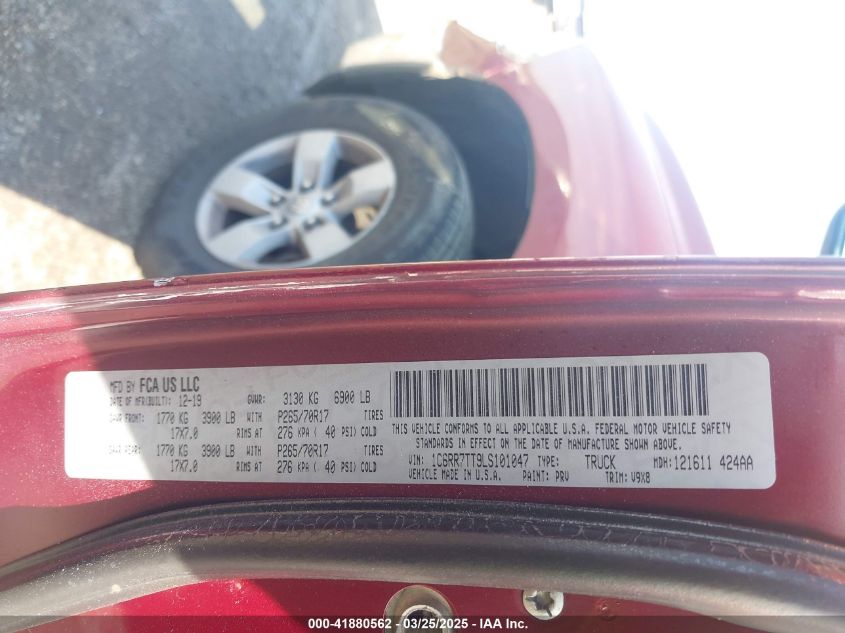 MFD BY FCA US LLC
DATE OF MFR(BUILT): 12-19 GVWR: 3130 KG 6900 LB
GAWR FRONT: 1770 KG 3900 LB WITH P265/70R17 TIRES
17X7.0 RIMS AT 276 KPA ( 40 PSI) COLD
GAWR REAR: 1770 KG 3900 LB WITH P265/70R17 TIRES
17X7.0 RIMS AT 276 KPA ( 40 PSI) COLD
THIS VEHICLE CONFORMS TO ALL APPLICABLE U.S.A. FEDERAL MOTOR VEHICLE SAFETY
STANDARDS IN EFFECT ON THE DATE OF MANUFACTURE SHOWN ABOVE.
VIN: 1C6RR7TT9LS101047 TYPE: TRUCK MDH: 121611 424AA
VEHICLE MADE IN U.S.A. PAINT: PRV TRIM: V9X8
000-41880562 - 03/25/2025 - IAA Inc.